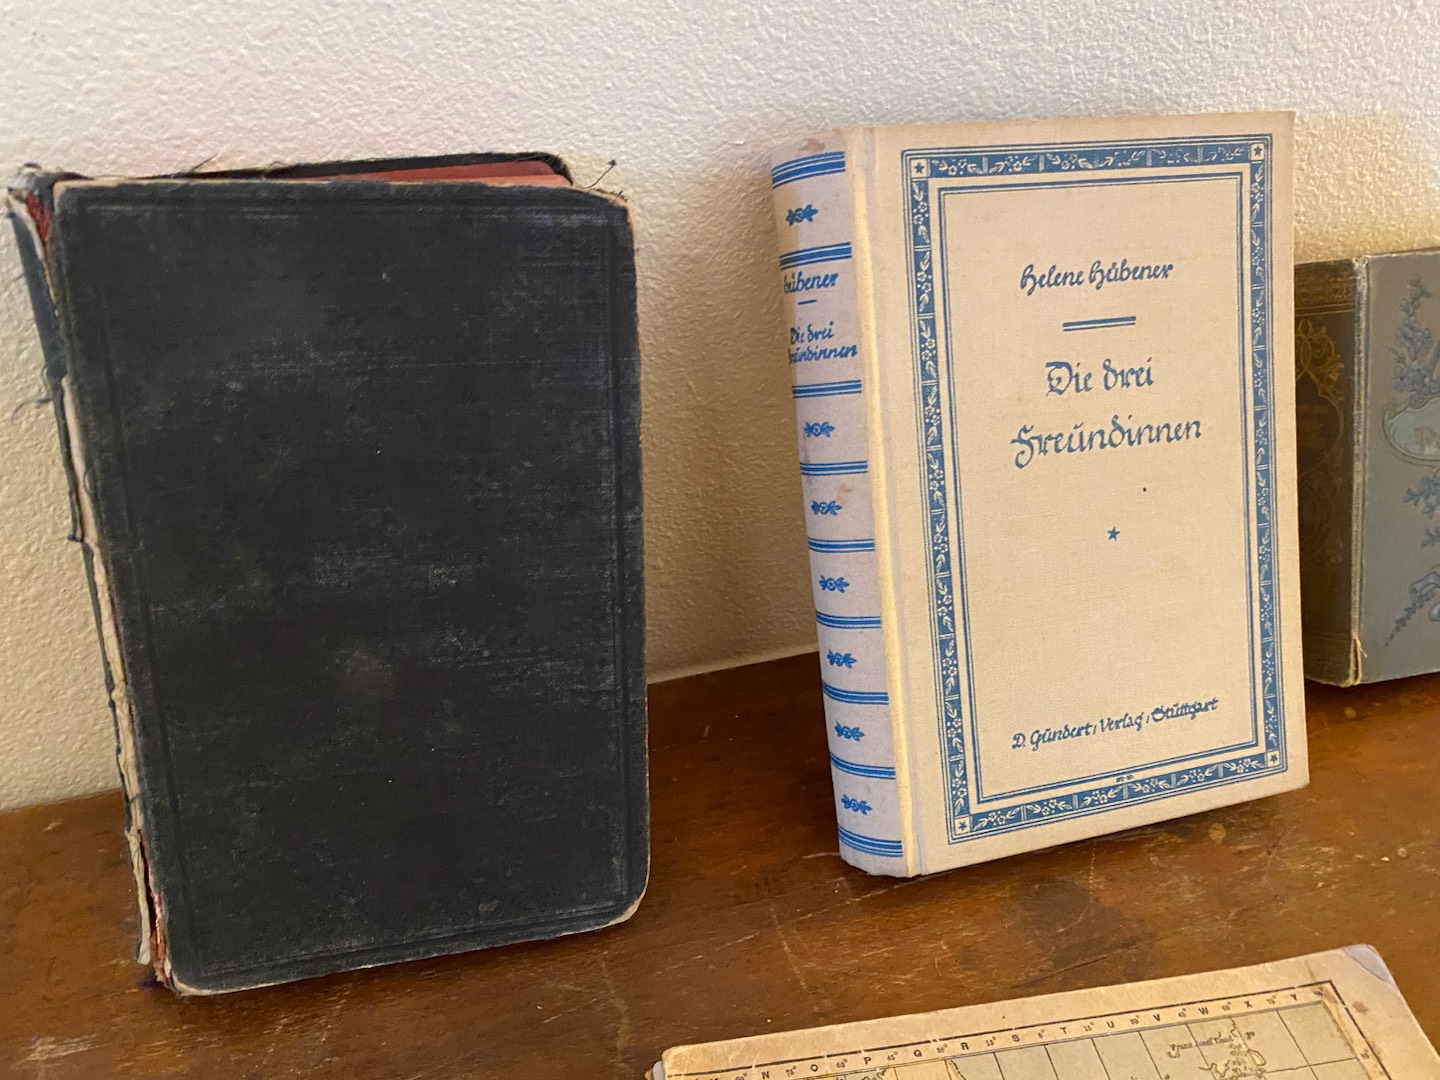 Helene Hübener
Die drei
Freundinnen
D. Gundert, Verlag, Stuttgart
Hübener
Die drei
Freundinnen
N O P Q R S T U V W X Y